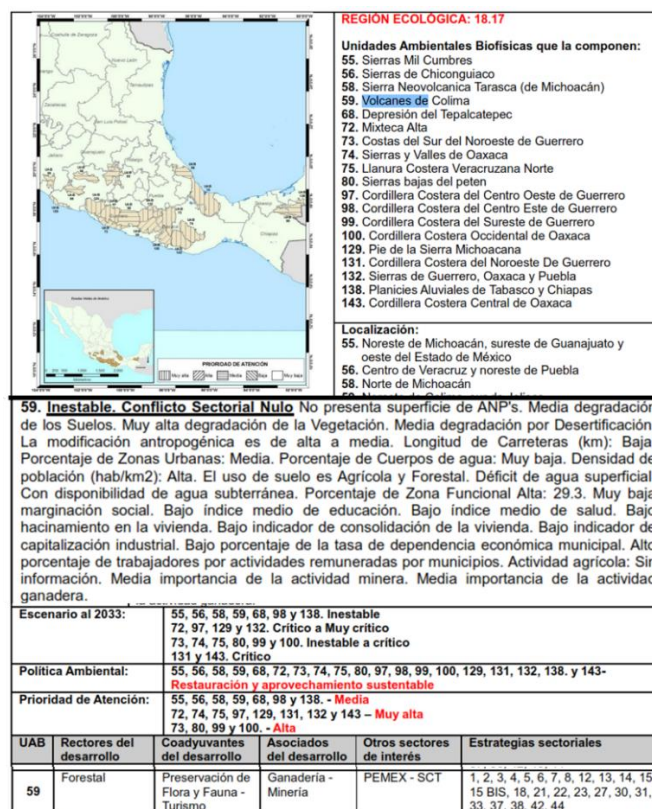 REGIÓN ECOLÓGICA: 18.17
Unidades Ambientales Biofísicas que la componen:
55. Sierras Mil Cumbres
56. Sierras de Chiconguiaco
58. Sierra Neovolcanica Tarasca (de Michoacán)
59. Volcanes de Colima
68. Depresión del Tepalcatepec
72. Mixteca Alta
73. Costas del Sur del Noroeste de Guerrero
74. Sierras y Valles de Oaxaca
75. Llanura Costera Veracruzana Norte
80. Sierras bajas del peten
97. Cordillera Costera del Centro Oeste de Guerrero
98. Cordillera Costera del Centro Este de Guerrero
99. Cordillera Costera del Sureste de Guerrero
100. Cordillera Costera Occidental de Oaxaca
129. Pie de la Sierra Michoacana
131. Cordillera Costera del Noroeste De Guerrero
132. Sierras de Guerrero, Oaxaca y Puebla
138. Planicies Aluviales de Tabasco y Chiapas
143. Cordillera Costera Central de Oaxaca
Localización:
55. Noreste de Michoacán, sureste de Guanajuato y
oeste del Estado de México
56. Centro de Veracruz y noreste de Puebla
58. Norte de Michoacán
PRIORIDAD DE ATENCIÓN
Muy alta Alta Media Baja Muy baja
59. Inestable. Conflicto Sectorial Nulo No presenta superficie de ANP's. Media degradación
de los Suelos. Muy alta degradación de la Vegetación. Media degradación por Desertificación.
La modificación antropogénica es de alta a media. Longitud de Carreteras (km): Baja.
Porcentaje de Zonas Urbanas: Media. Porcentaje de Cuerpos de agua: Muy baja. Densidad de
población (hab/km2): Alta. El uso de suelo es Agrícola y Forestal. Déficit de agua superficial.
Con disponibilidad de agua subterránea. Porcentaje de Zona Funcional Alta: 29.3. Muy baja
marginación social. Bajo índice medio de educación. Bajo índice medio de salud. Bajo
hacinamiento en la vivienda. Bajo indicador de consolidación de la vivienda. Bajo indicador de
capitalización industrial. Bajo porcentaje de la tasa de dependencia económica municipal. Alto
porcentaje de trabajadores por actividades remuneradas por municipios. Actividad agrícola: Sin
información. Media importancia de la actividad minera. Media importancia de la actividad
ganadera.
Escenario al 2033: 55, 56, 58, 59, 68, 98 y 138. Inestable
72, 97, 129 y 132. Crítico a Muy crítico
73, 74, 75, 80, 99 y 100. Inestable a crítico
131 y 143. Crítico
Política Ambiental: 55, 56, 58, 59, 68, 72, 73, 74, 75, 80, 97, 98, 99, 100, 129, 131, 132, 138. y 143-
Restauración y aprovechamiento sustentable
Prioridad de Atención: 55, 56, 58, 59, 68, 98 y 138. - Media
72, 74, 75, 97, 129, 131, 132 y 143 – Muy alta
73, 80, 99 y 100. - Alta
UAB Rectores del desarrollo Coadyuvantes del desarrollo Asociados del desarrollo Otros sectores de interés Estrategias sectoriales
59 Forestal Preservación de Flora y Fauna - Turismo Ganadería - Minería PEMEX - SCT 1, 2, 3, 4, 5, 6, 7, 8, 12, 13, 14, 15,
15 BIS, 18, 21, 22, 23, 27, 30, 31,
33, 37, 38, 42, 44